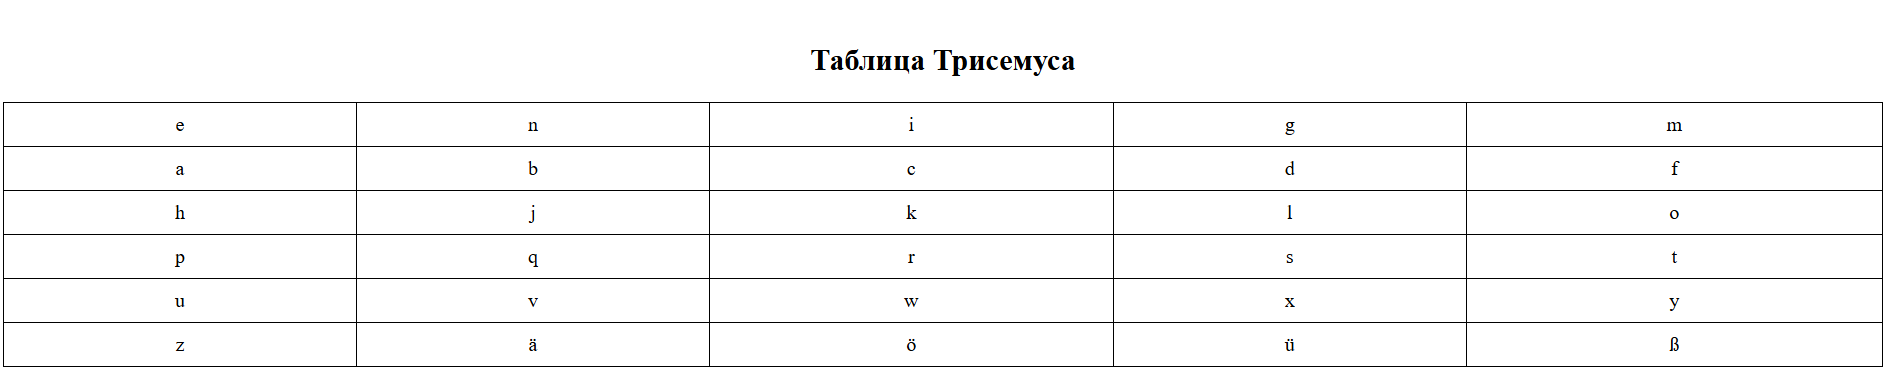 Таблица Трисемуса
e n i g m
a b c d f
h j k l o
p q r s t
u v w x y
z ä ö ü ß